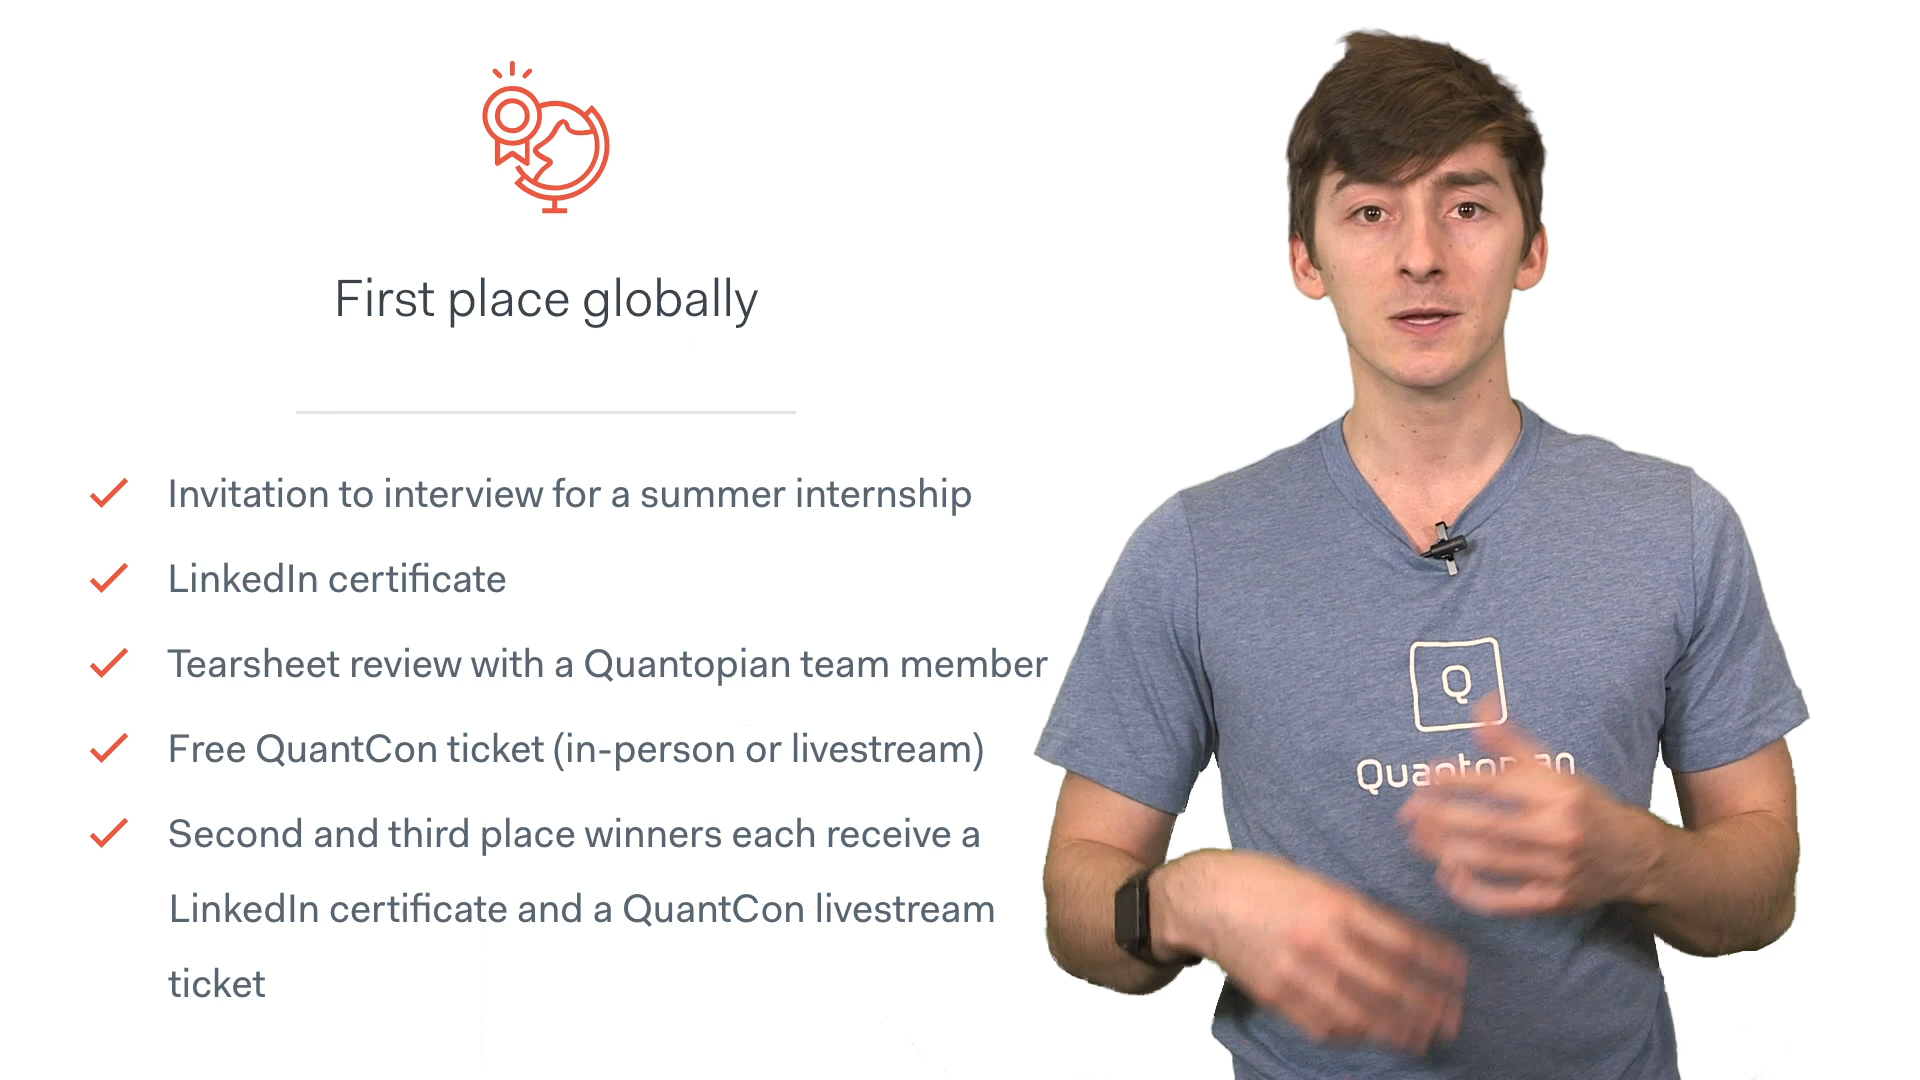 First place globally
Invitation to interview for a summer internship
LinkedIn certificate
Tearsheet review with a Quantopian team member
Free QuantCon ticket (in-person or livestream)
Second and third place winners each receive a
LinkedIn certificate and a QuantCon livestream
ticket
Q
Quantopian